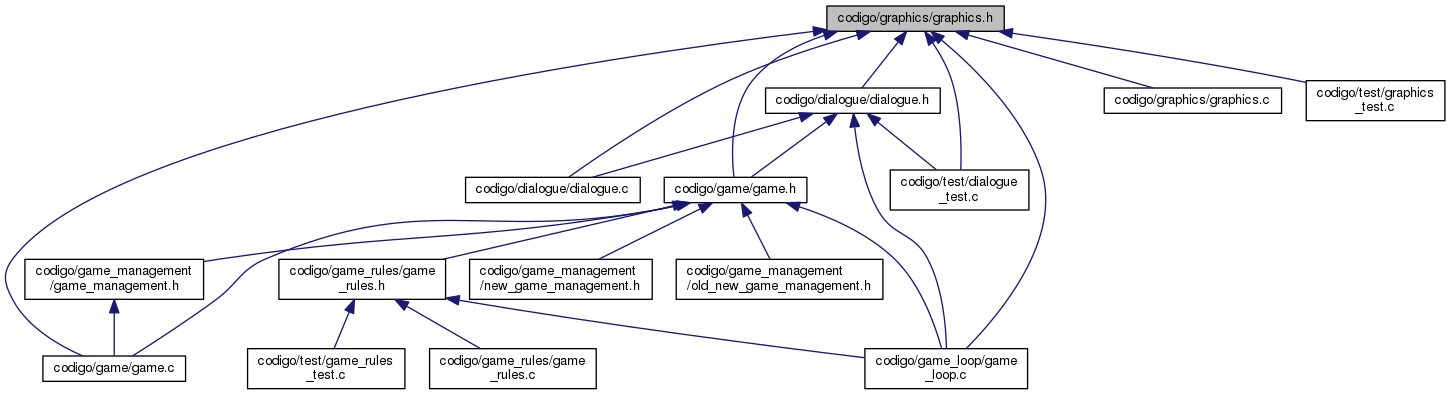 codigo/graphics/graphics.h
codigo/dialogue/dialogue.h
codigo/graphics/graphics.c
codigo/test/graphics
_test.c
codigo/dialogue/dialogue.c
codigo/game/game.h
codigo/test/dialogue
_test.c
codigo/game_management
/game_management.h
codigo/game_rules/game
_rules.h
codigo/game_management
/new_game_management.h
codigo/game_management
/old_new_game_management.h
codigo/game/game.c
codigo/test/game_rules
_test.c
codigo/game_rules/game
_rules.c
codigo/game_loop/game
_loop.c